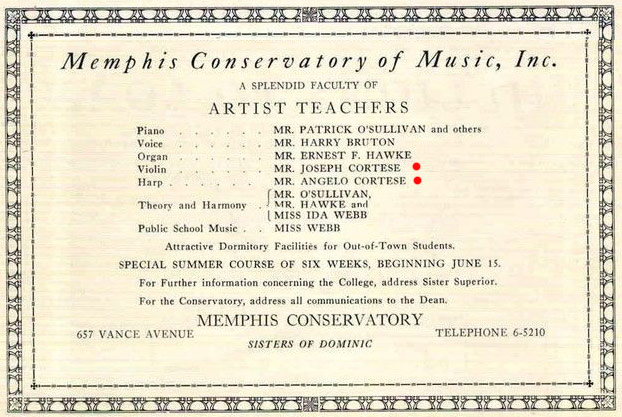 Memphis Conservatory of Music, Inc.
A SPLENDID FACULTY OF
ARTIST TEACHERS
Piano . . . . . . MR. PATRICK O'SULLIVAN and others
Voice . . . . . . MR. HARRY BRUTON
Organ . . . . . . MR. ERNEST F. HAWKE
Violin . . . . . . MR. JOSEPH CORTESE
Harp . . . . . . MR. ANGELO CORTESE
MR. O'SULLIVAN,
Theory and Harmony . MR. HAWKE and
MISS IDA WEBB
Public School Music . . MISS WEBB
Attractive Dormitory Facilities for Out-of-Town Students.
SPECIAL SUMMER COURSE OF SIX WEEKS, BEGINNING JUNE 15.
For Further information concerning the College, address Sister Superior.
For the Conservatory, address all communications to the Dean.
MEMPHIS CONSERVATORY
657 VANCE AVENUE TELEPHONE 6-5210
SISTERS OF DOMINIC